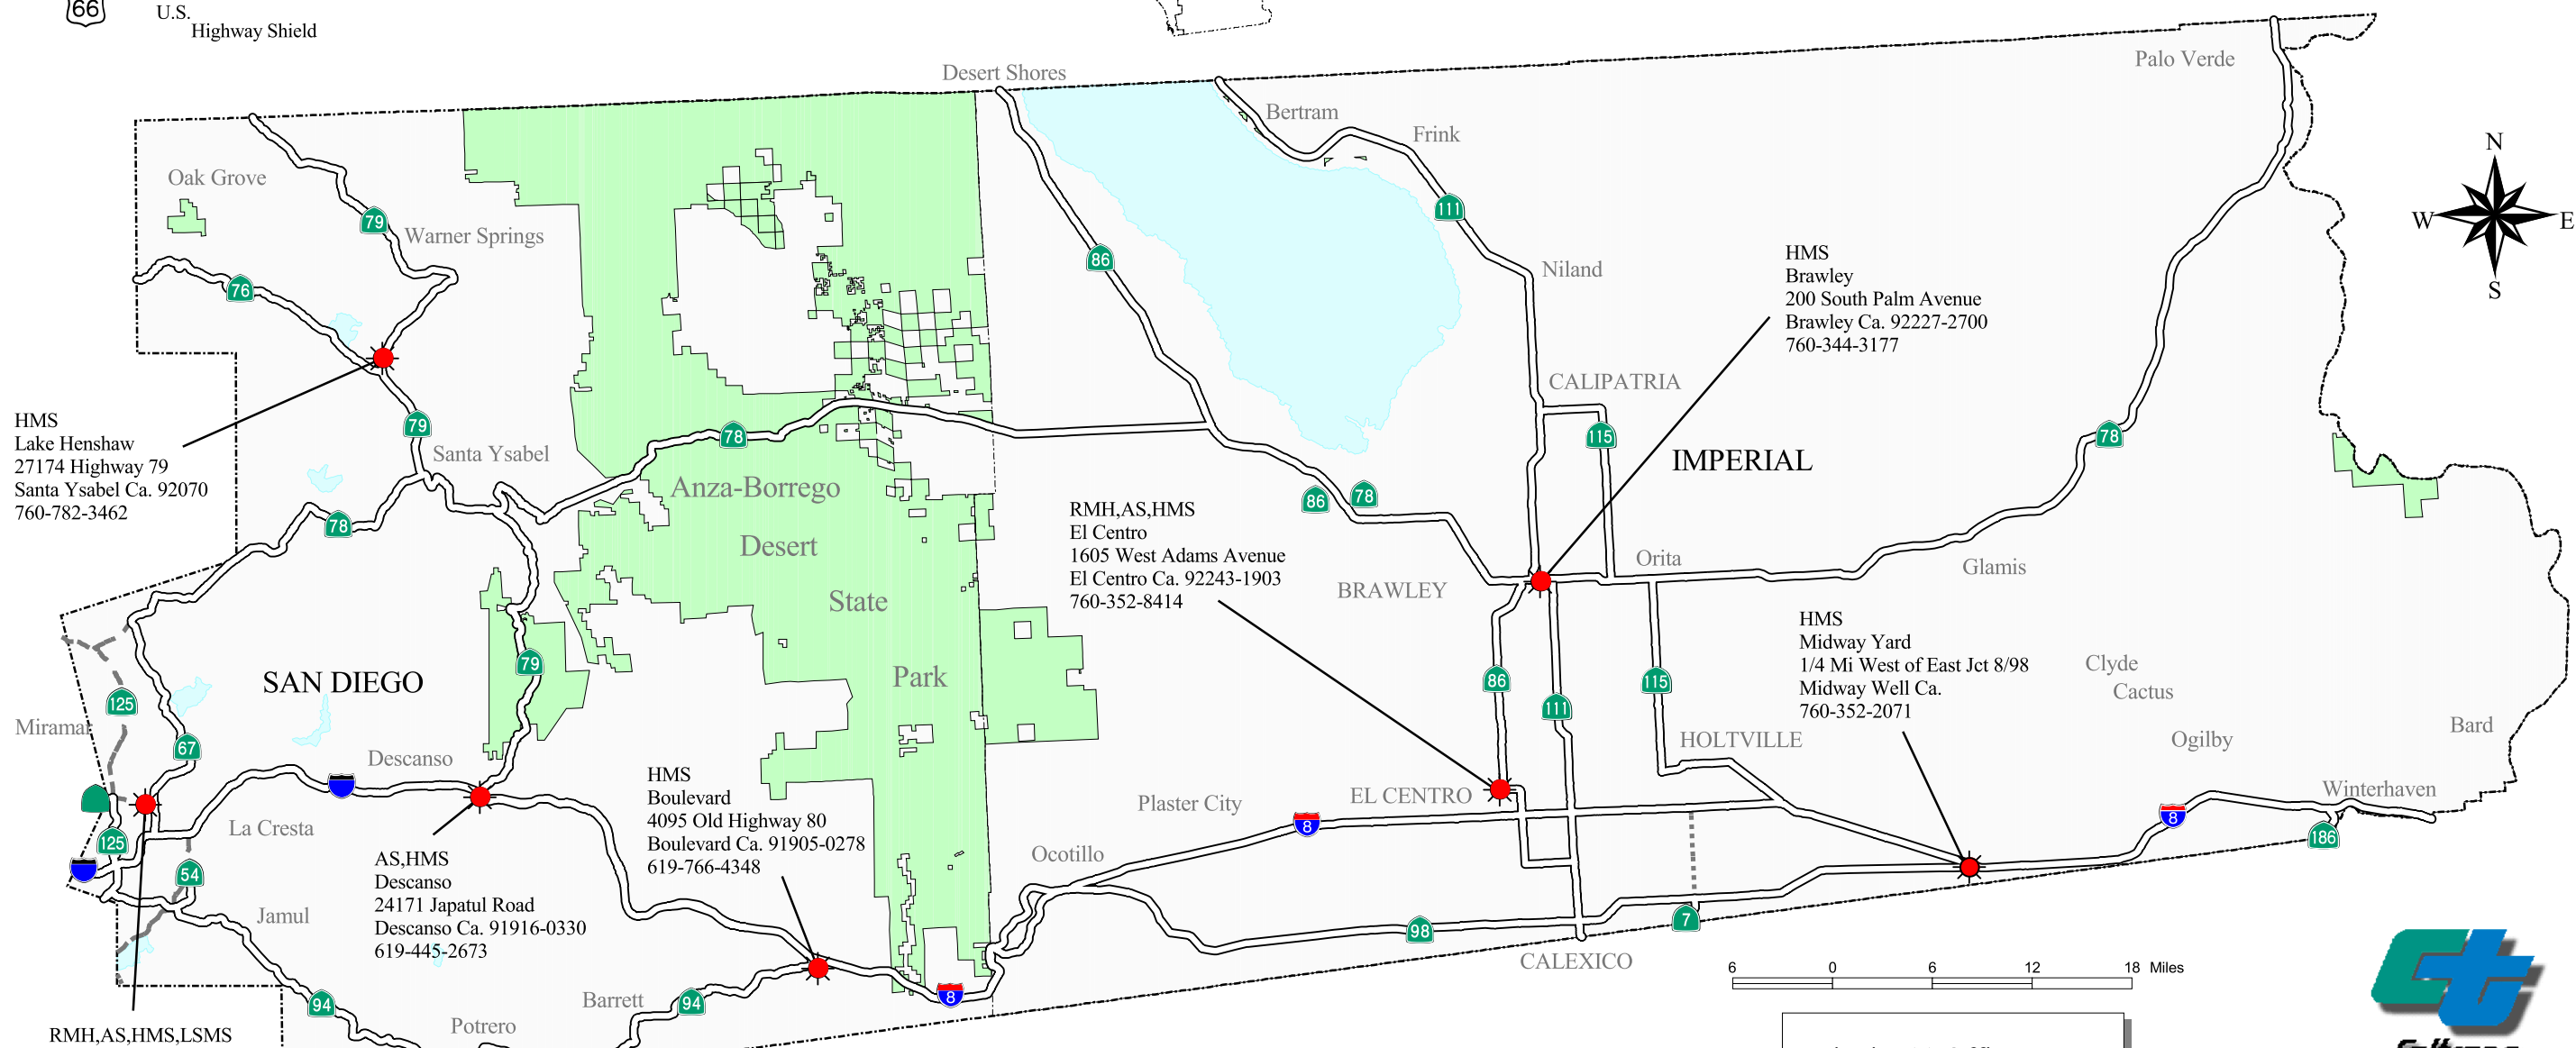 66
U.S.
Highway Shield
Desert Shores
Palo Verde
Bertram
Frink
N
W
E
S
Oak Grove
79
Warner Springs
111
86
Niland
76
HMS
Brawley
200 South Palm Avenue
Brawley Ca. 92227-2700
760-344-3177
CALIPATRIA
HMS
Lake Henshaw
27174 Highway 79
Santa Ysabel Ca. 92070
760-782-3462
79
Santa Ysabel
78
115
78
IMPERIAL
Anza-Borrego
Desert
State
Park
86
78
78
RMH,AS,HMS
El Centro
1605 West Adams Avenue
El Centro Ca. 92243-1903
760-352-8414
Orita
Glamis
BRAWLEY
HMS
Midway Yard
1/4 Mi West of East Jct 8/98
Midway Well Ca.
760-352-2071
79
SAN DIEGO
125
86
115
111
Clyde
Cactus
Miramar
67
Bard
Ogilby
HOLTVILLE
Descanso
HMS
Boulevard
4095 Old Highway 80
Boulevard Ca. 91905-0278
619-766-4348
Plaster City
EL CENTRO
Winterhaven
8
8
186
La Cresta
125
54
Ocotillo
AS,HMS
Descanso
24171 Japatul Road
Descanso Ca. 91916-0330
619-445-2673
Jamul
7
98
CALEXICO
6 0 6 12 18 Miles
Barrett
94
8
94
Potrero
RMH,AS,HMS,LSMS